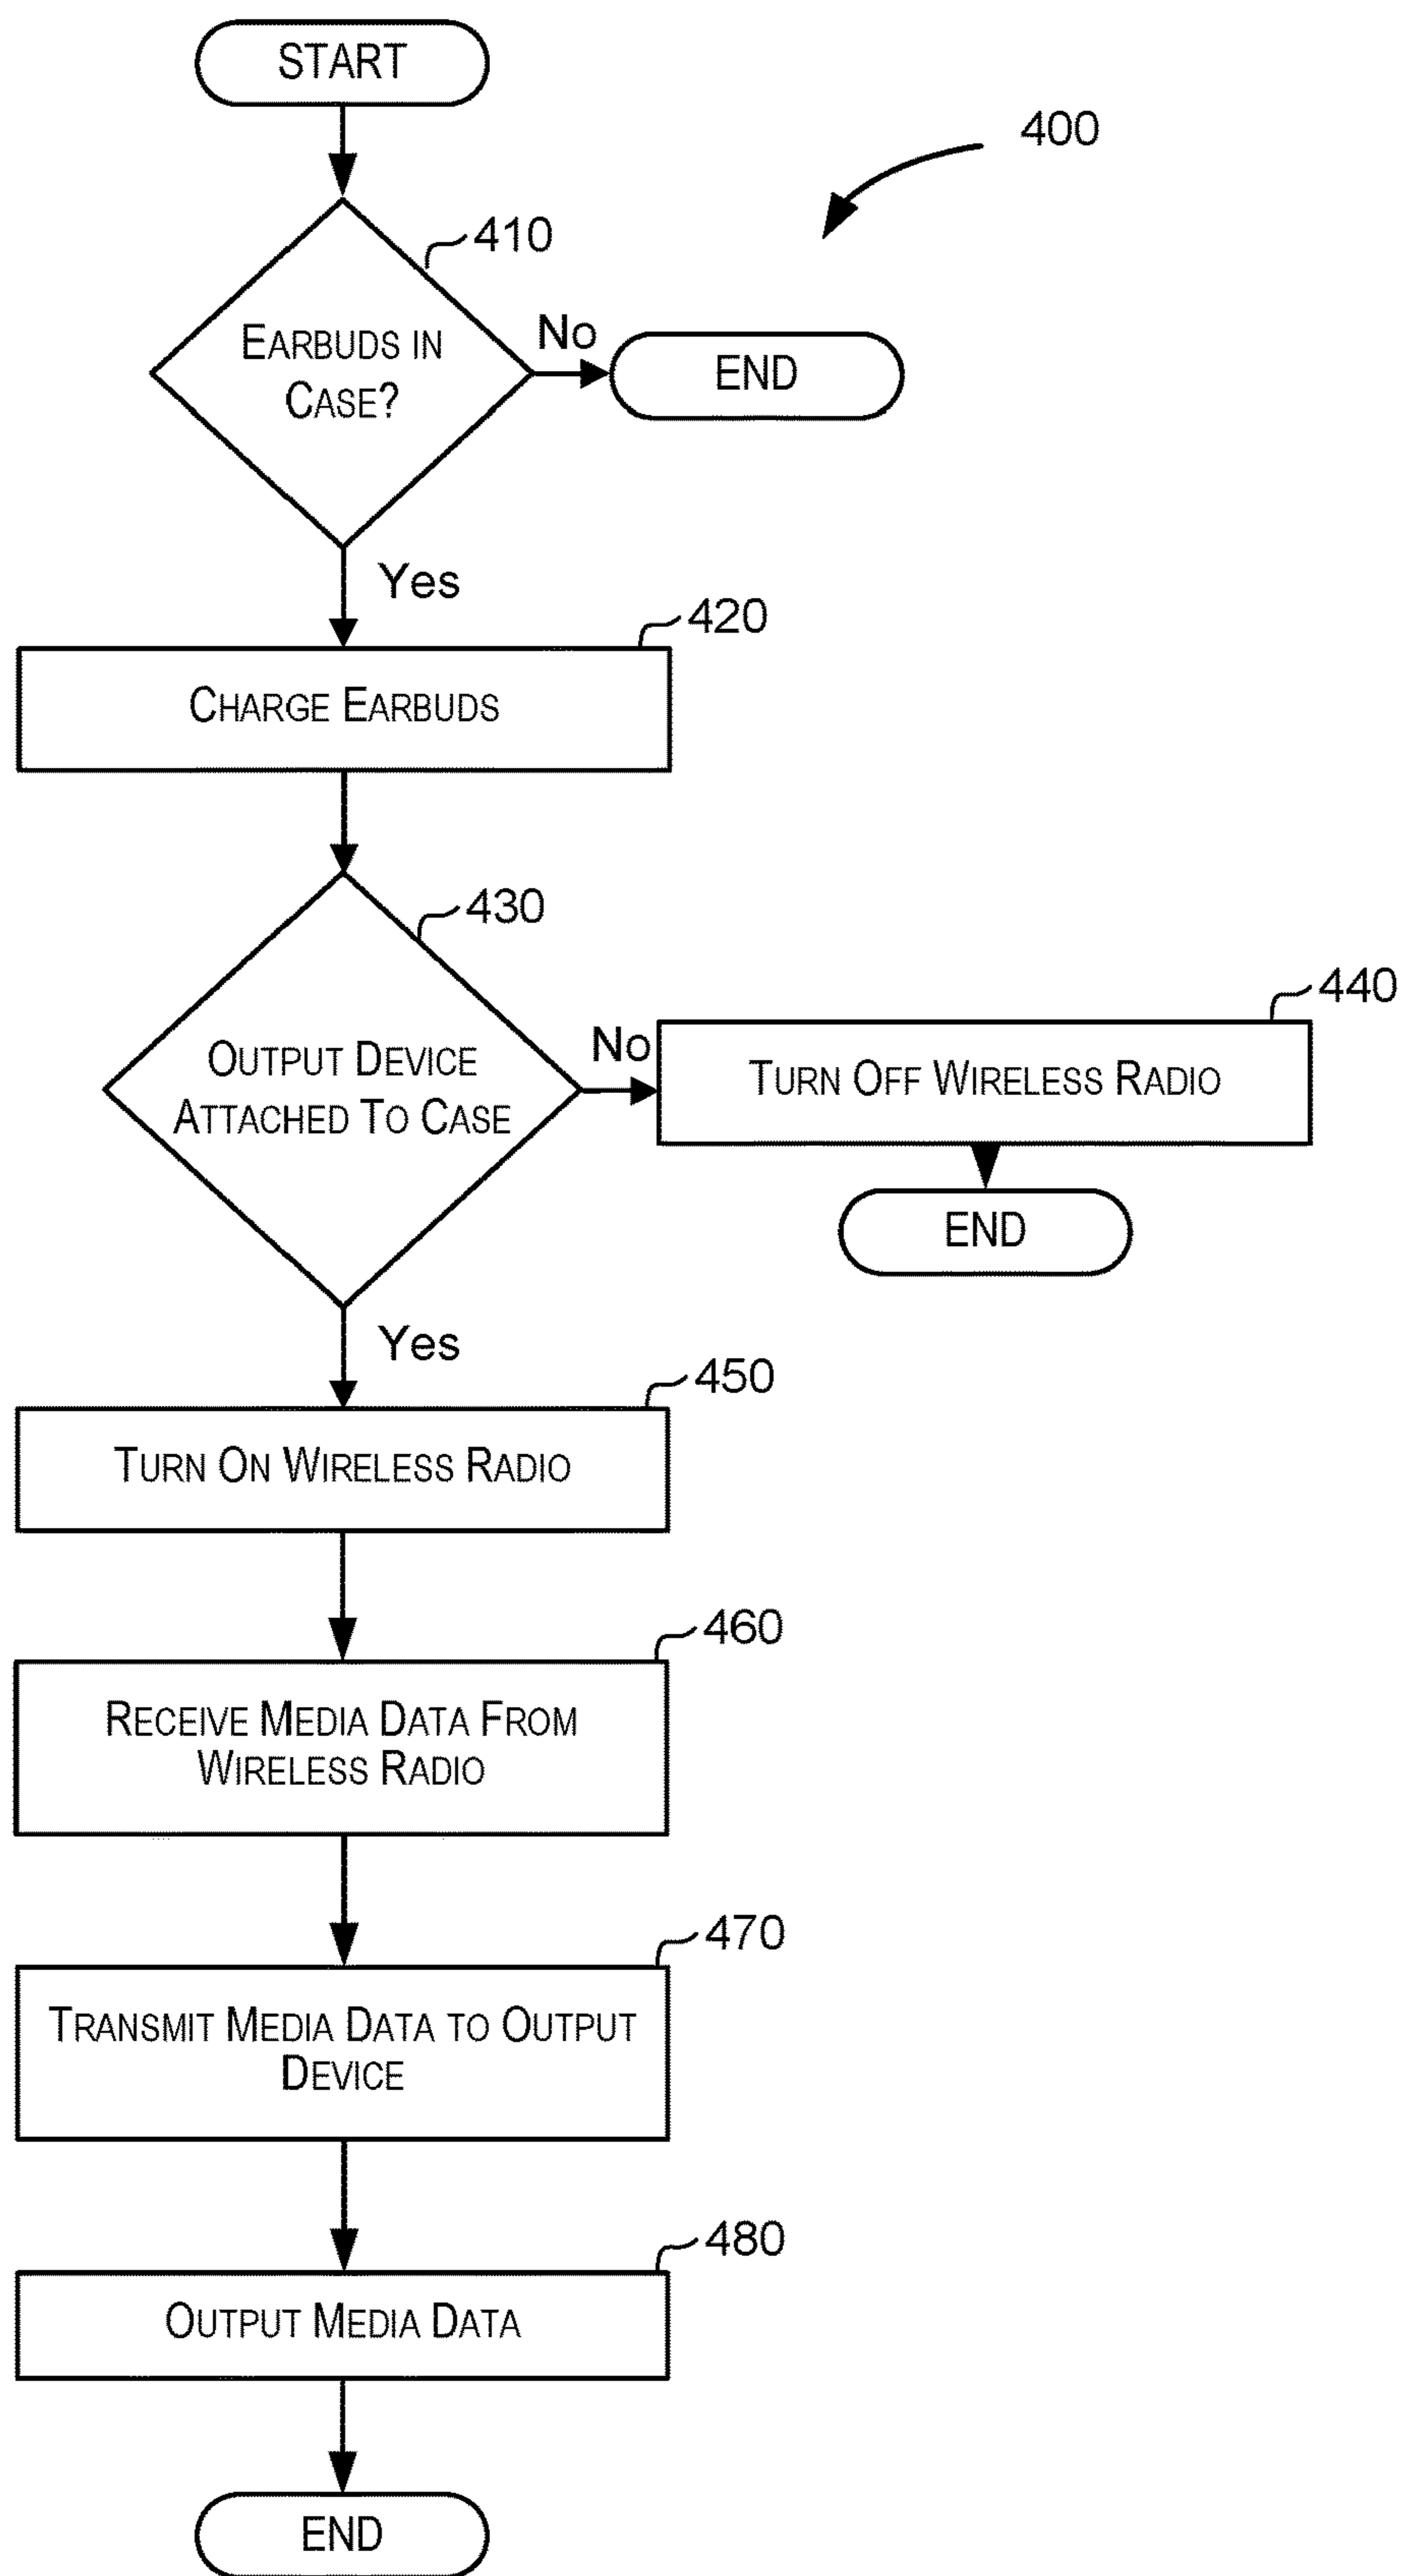 START
400
410
EARBUDS IN
CASE?
No
END
Yes
420
CHARGE EARBUDS
430
OUTPUT DEVICE
ATTACHED TO CASE
No
440
TURN OFF WIRELESS RADIO
END
Yes
450
TURN ON WIRELESS RADIO
460
RECEIVE MEDIA DATA FROM
WIRELESS RADIO
470
TRANSMIT MEDIA DATA TO OUTPUT
DEVICE
480
OUTPUT MEDIA DATA
END